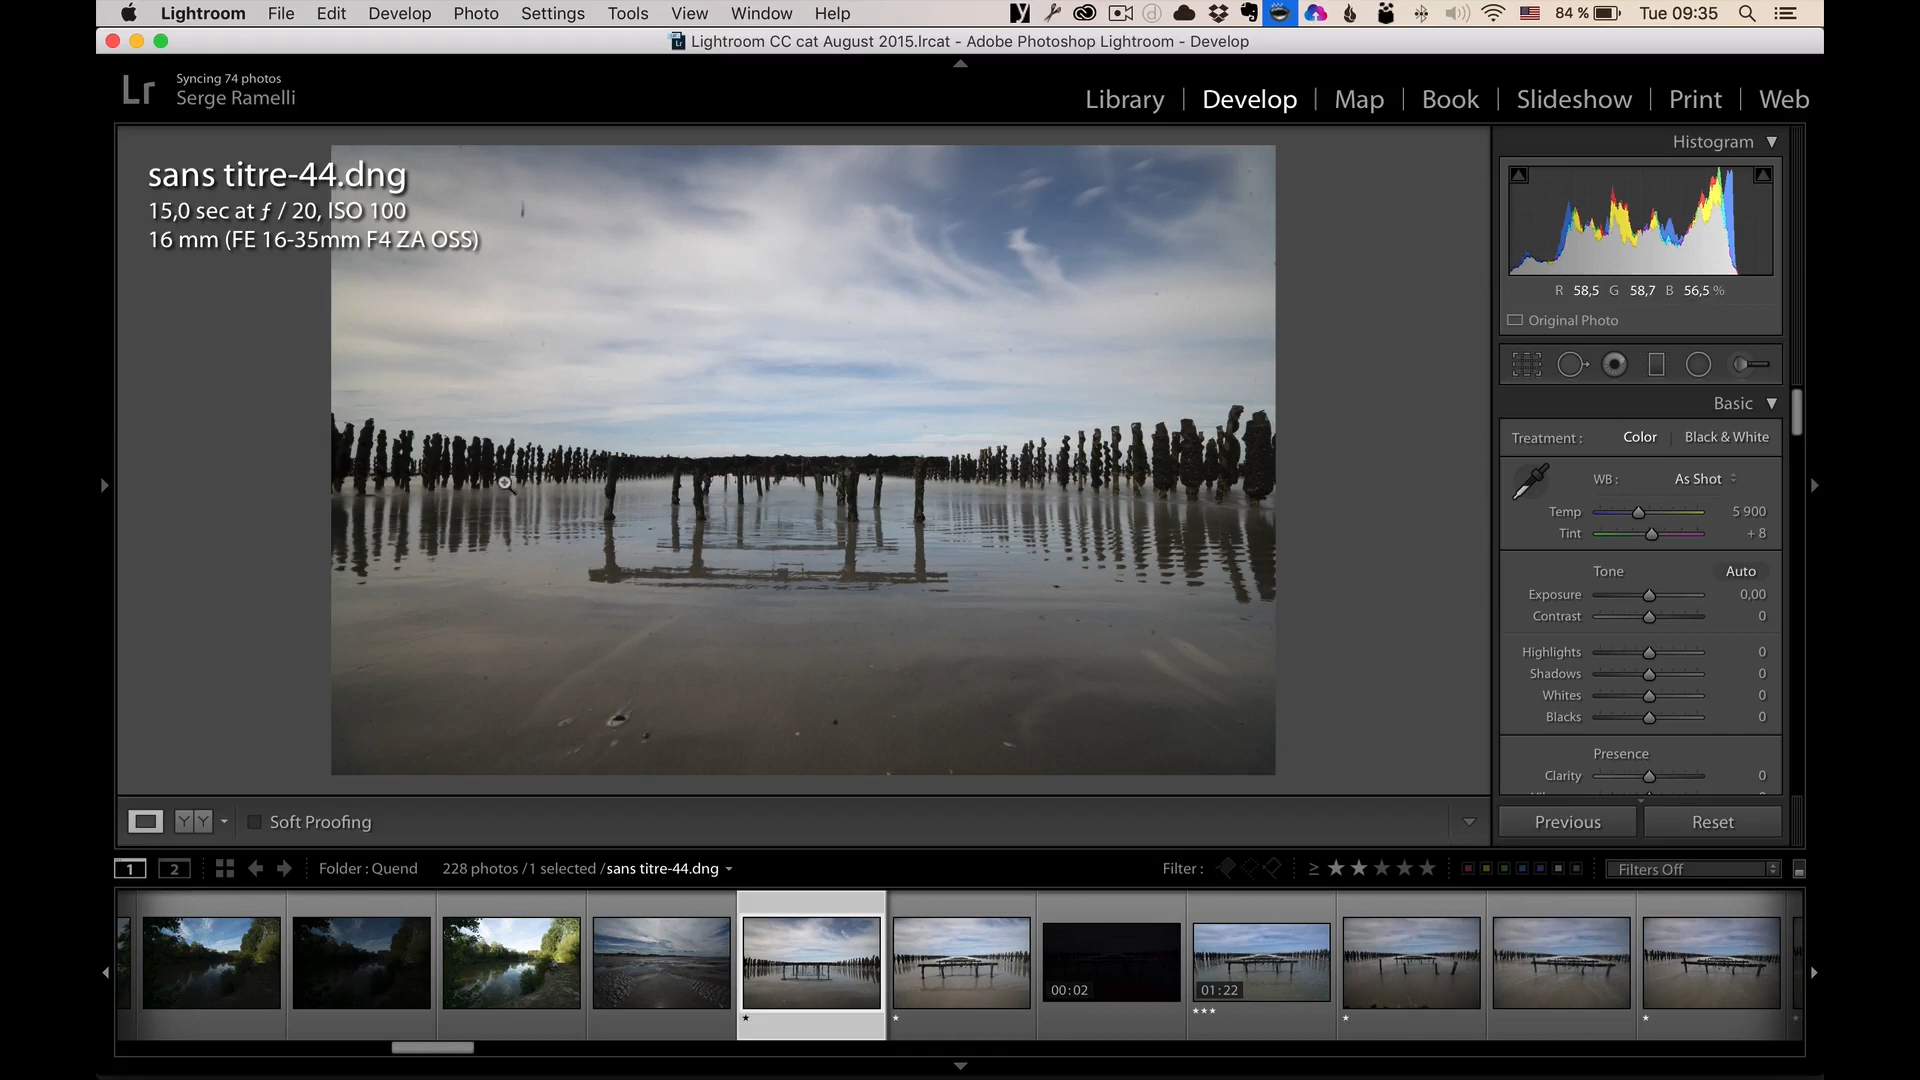 Lightroom File Edit Develop Photo Settings Tools View Window Help 84 % Tue 09:35
Lightroom CC cat August 2015.lrcat - Adobe Photoshop Lightroom - Develop
Lr Syncing 74 photos
Serge Ramelli
Library | Develop | Map | Book | Slideshow | Print | Web
Histogram
sans titre-44.dng
15,0 sec at ƒ / 20, ISO 100
16 mm (FE 16-35mm F4 ZA OSS)
R 58,5 G 58,7 B 56,5 %
Original Photo
Basic
Treatment : Color | Black & White
WB : As Shot
Temp 5 900
Tint + 8
Tone Auto
Exposure 0,00
Contrast 0
Highlights 0
Shadows 0
Whites 0
Blacks 0
Presence
Clarity 0
YY Soft Proofing
Previous Reset
1 2 Folder : Quend 228 photos / 1 selected / sans titre-44.dng Filter : ≥ Filters Off
00:02
01:22